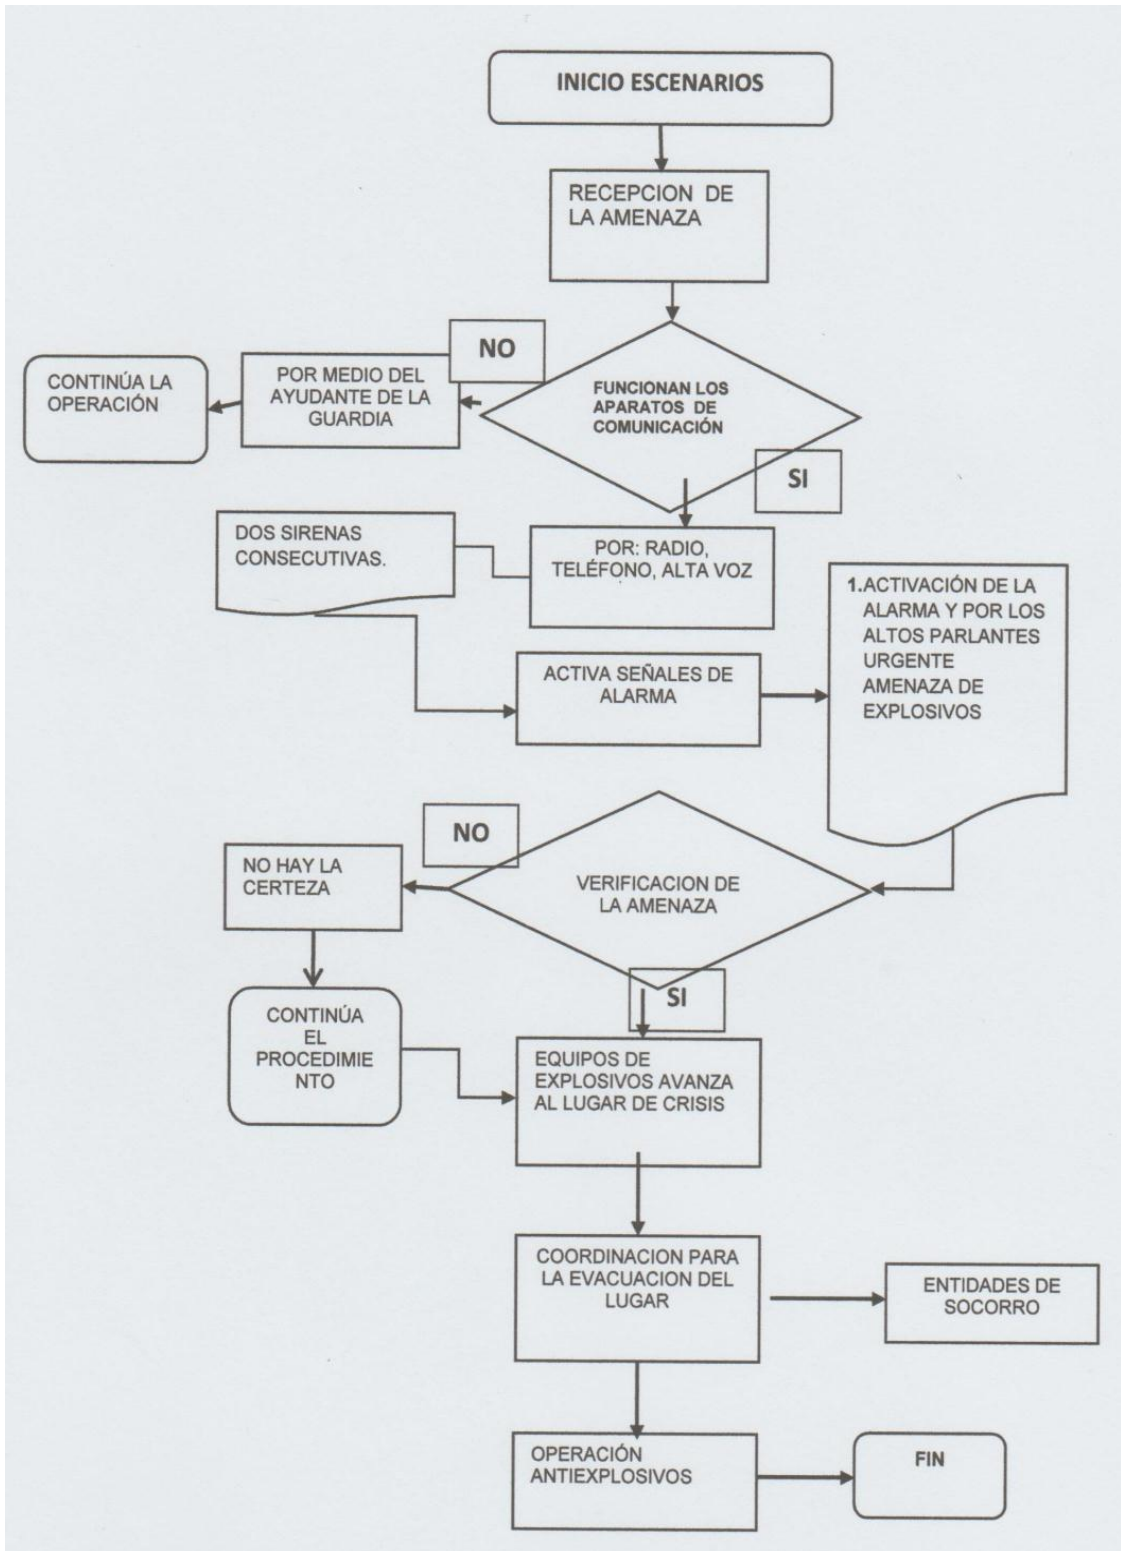 INICIO ESCENARIOS
RECEPCION DE
LA AMENAZA
NO
FUNCIONAN LOS
APARATOS DE
COMUNICACIÓN
POR MEDIO DEL
AYUDANTE DE LA
GUARDIA
CONTINÚA LA
OPERACIÓN
SI
POR: RADIO,
TELÉFONO, ALTA VOZ
DOS SIRENAS
CONSECUTIVAS.
ACTIVA SEÑALES DE
ALARMA
1.ACTIVACIÓN DE LA
ALARMA Y POR LOS
ALTOS PARLANTES
URGENTE
AMENAZA DE
EXPLOSIVOS
VERIFICACION DE
LA AMENAZA
NO
NO HAY LA
CERTEZA
CONTINÚA
EL
PROCEDIMIE
NTO
SI
EQUIPOS DE
EXPLOSIVOS AVANZA
AL LUGAR DE CRISIS
COORDINACION PARA
LA EVACUACION DEL
LUGAR
ENTIDADES DE
SOCORRO
OPERACIÓN
ANTIEXPLOSIVOS
FIN